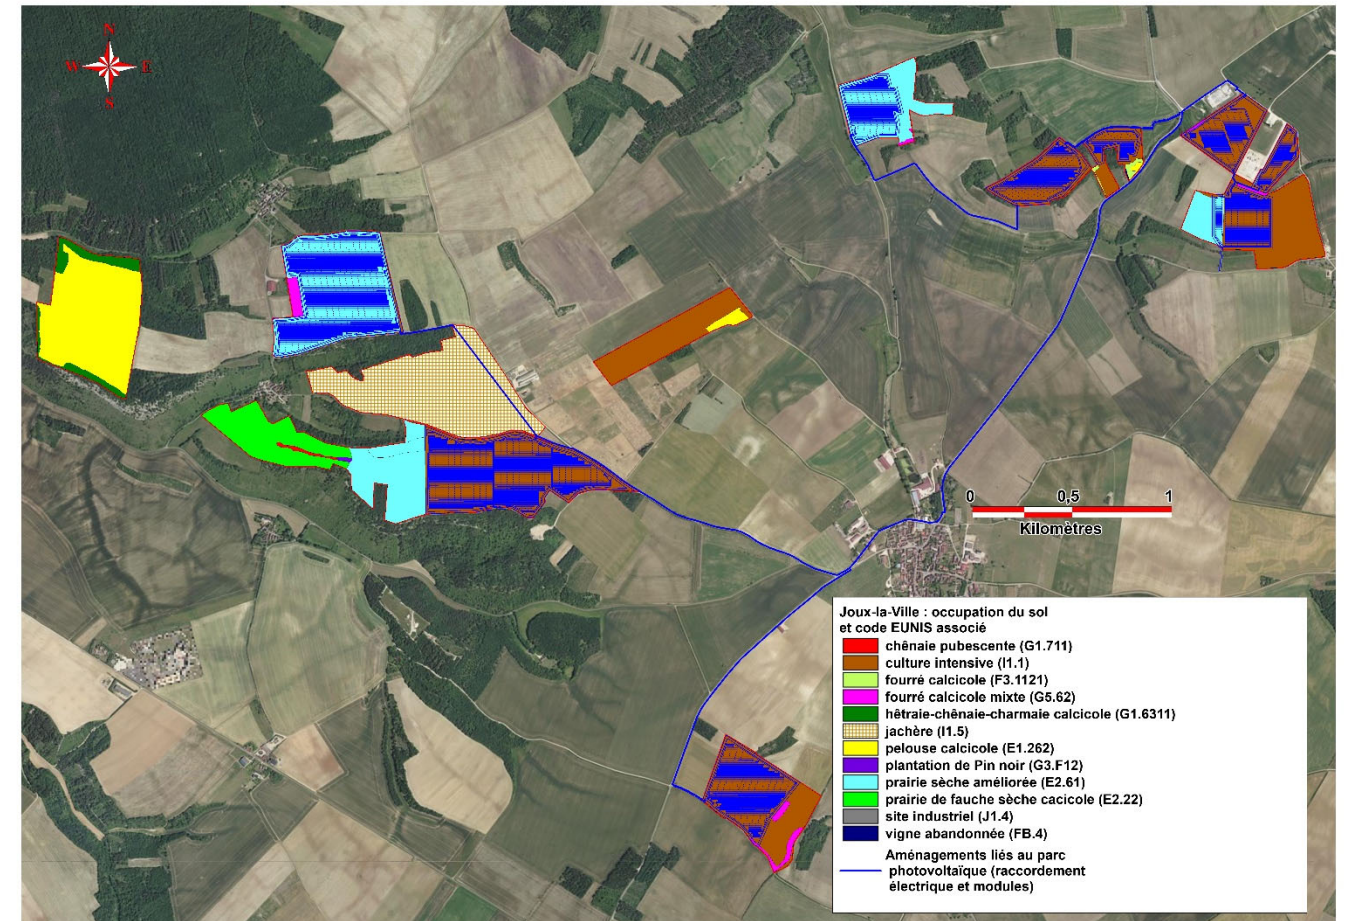 N
W E
S
0 0,5 1
Kilomètres
Joux-la-Ville : occupation du sol
et code EUNIS associé
chênaie pubescente (G1.711)
culture intensive (I1.1)
fourré calcicole (F3.1121)
fourré calcicole mixte (G5.62)
hêtraie-chênaie-charmaie calcicole (G1.6311)
jachère (I1.5)
pelouse calcicole (E1.262)
plantation de Pin noir (G3.F12)
prairie sèche améliorée (E2.61)
prairie de fauche sèche cacicole (E2.22)
site industriel (J1.4)
vigne abandonnée (FB.4)
Aménagements liés au parc
photovoltaïque (raccordement
électrique et modules)